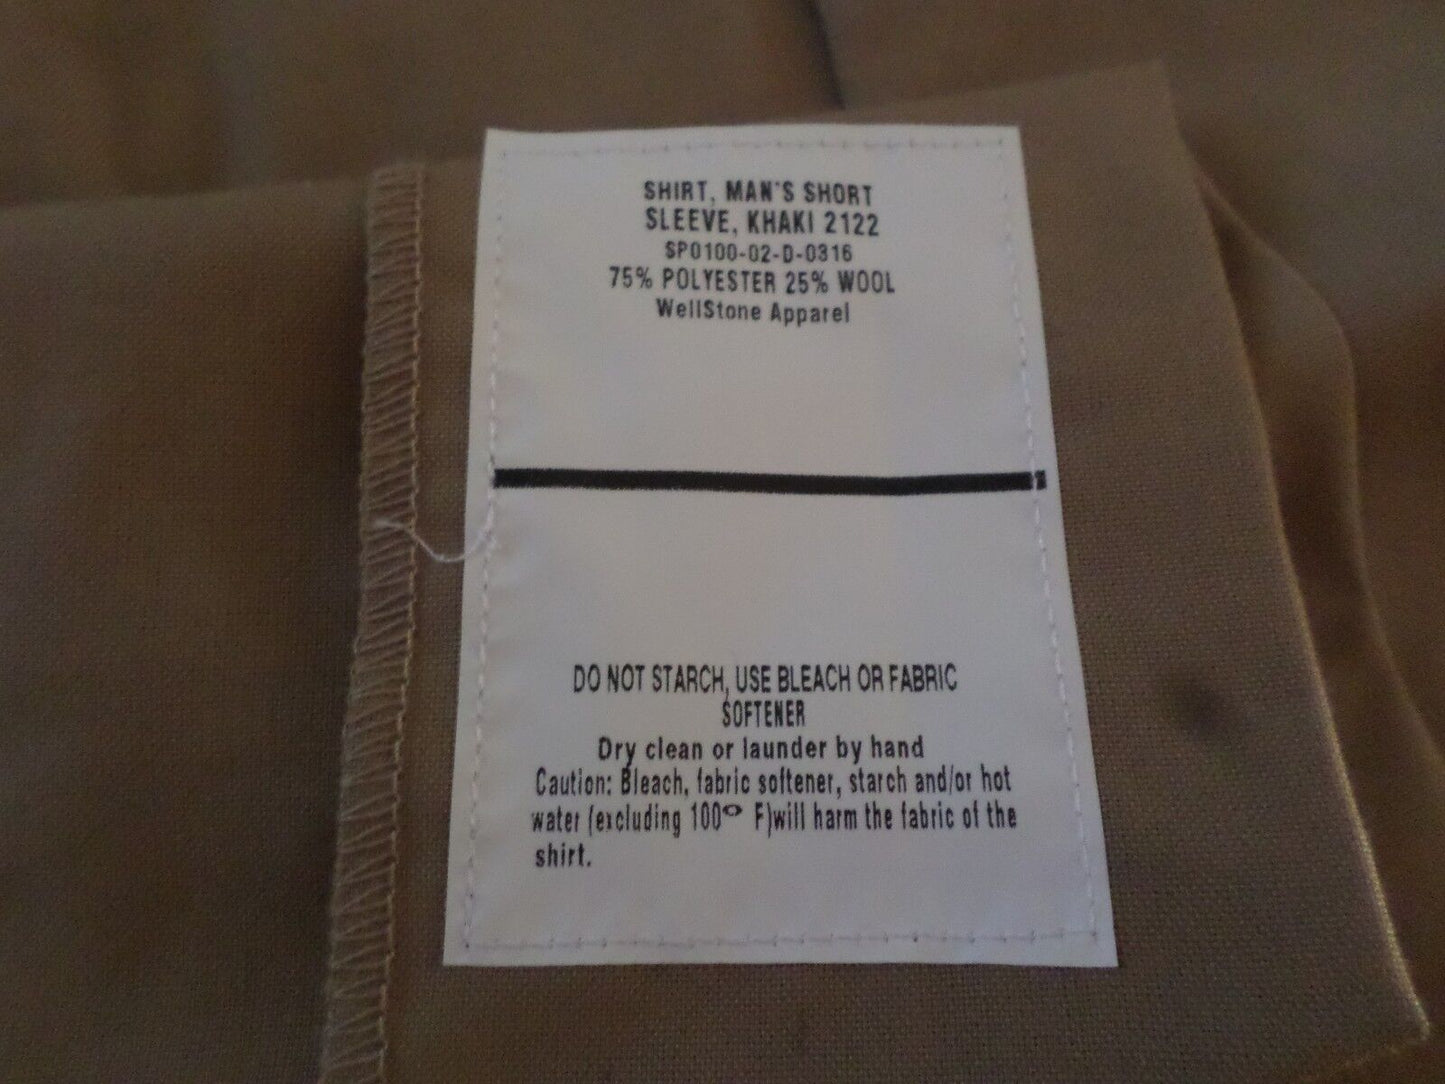 SHIRT, MAN'S SHORT
SLEEVE, KHAKI 2122
SP0100-02-D-0316
75% POLYESTER 25% WOOL
WellStone Apparel
DO NOT STARCH, USE BLEACH OR FABRIC
SOFTENER
Dry clean or launder by hand
Caution: Bleach, fabric softener, starch and/or hot
water (excluding 100° F)will harm the fabric of the
shirt.